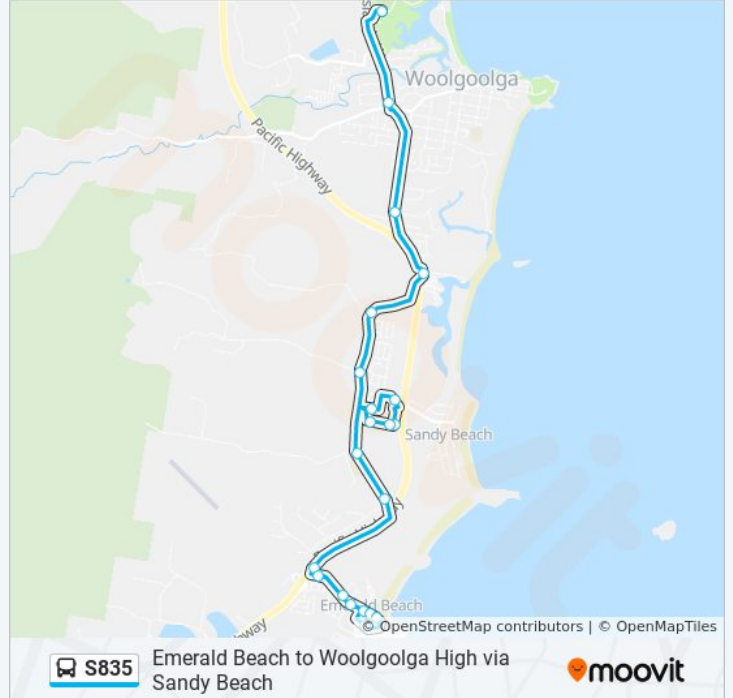 Woolgoolga
Pacific Highway
Sandy Beach
Emerald Beach
© OpenStreetMap contributors | © OpenMapTiles
S835
Emerald Beach to Woolgoolga High via
Sandy Beach
moovit